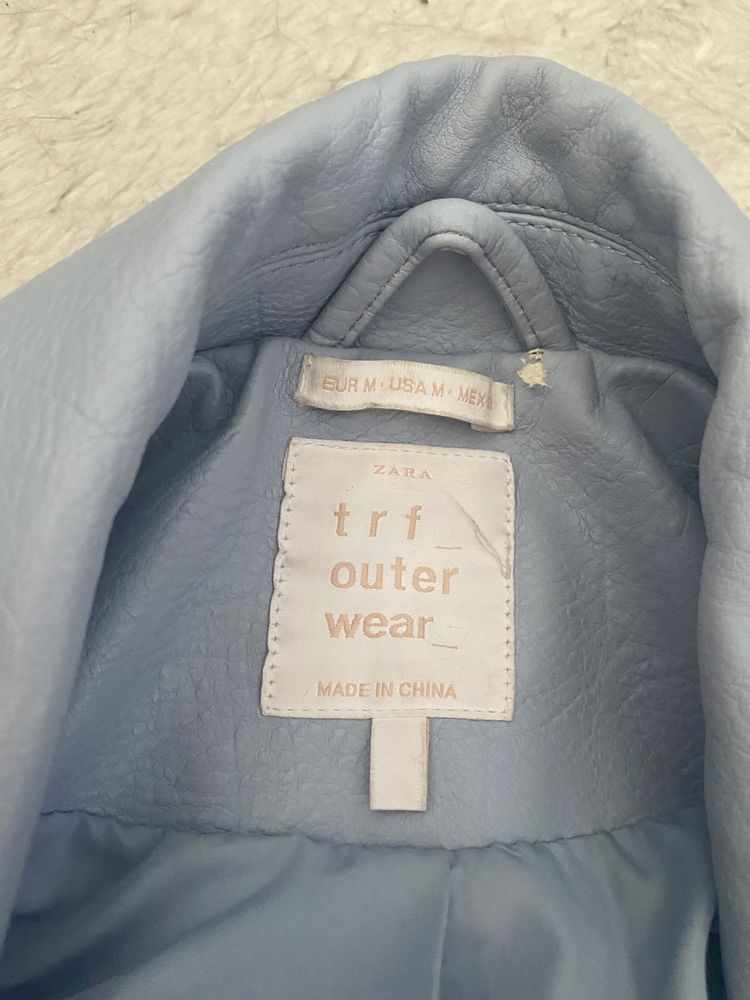 EUR M · USA M · MEX
ZARA
trf_
outer
wear_
MADE IN CHINA